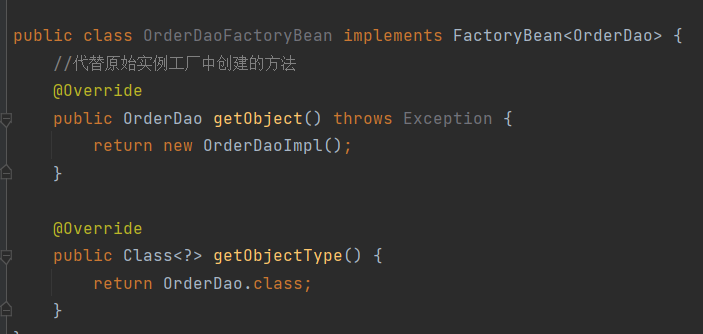 public class OrderDaoFactoryBean implements FactoryBean<OrderDao> {
//代替原始实例工厂中创建的方法
@Override
public OrderDao getObject() throws Exception {
return new OrderDaoImpl();
}
@Override
public Class<?> getObjectType() {
return OrderDao.class;
}
}